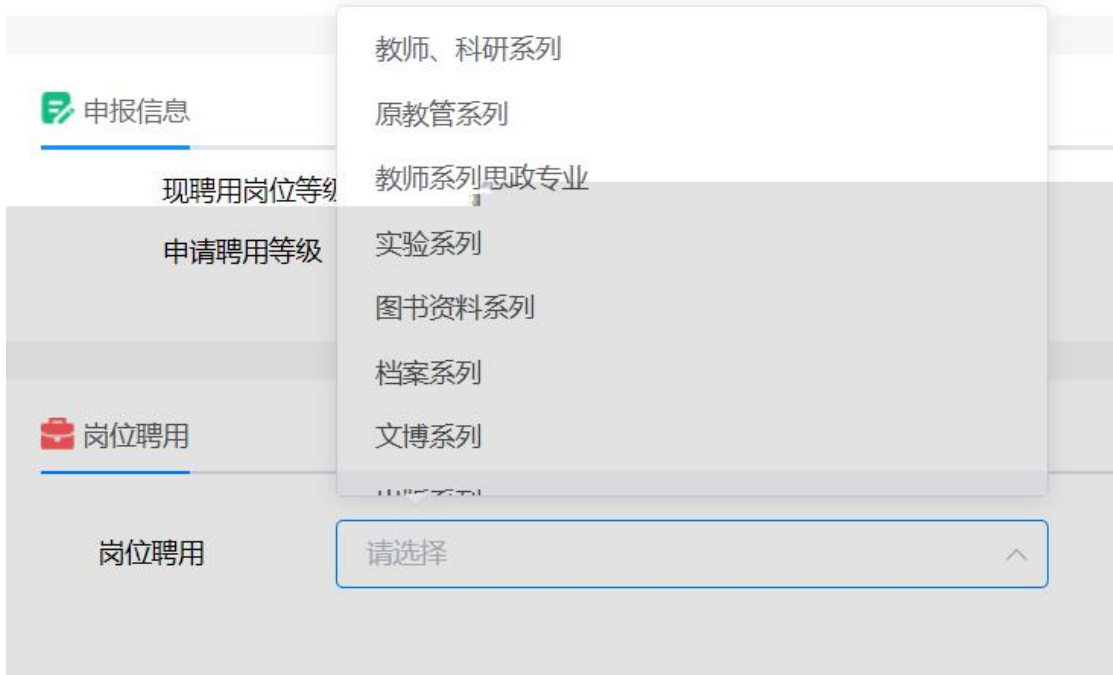 教师、科研系列
原教管系列
教师系列思政专业
实验系列
图书资料系列
档案系列
文博系列
申报信息
现聘用岗位等级
申请聘用等级
岗位聘用
岗位聘用
请选择